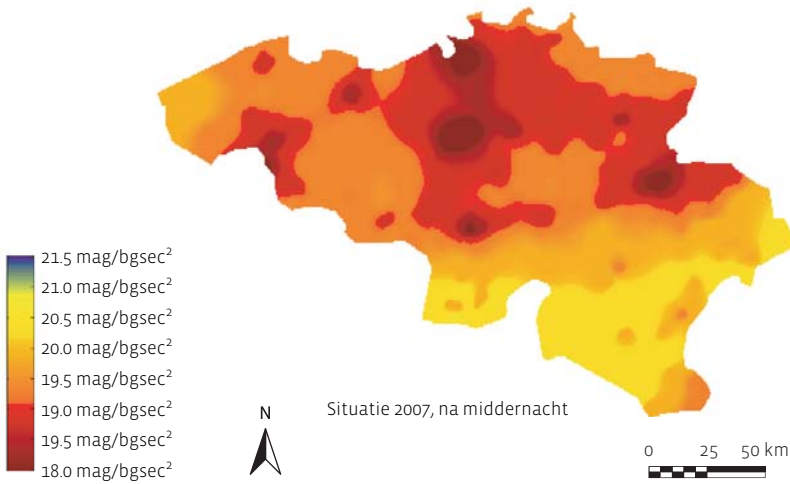 21.5 mag/bgsec²
21.0 mag/bgsec²
20.5 mag/bgsec²
20.0 mag/bgsec²
19.5 mag/bgsec²
19.0 mag/bgsec²
19.5 mag/bgsec²
18.0 mag/bgsec²
N
Situatie 2007, na middernacht
0 25 50 km